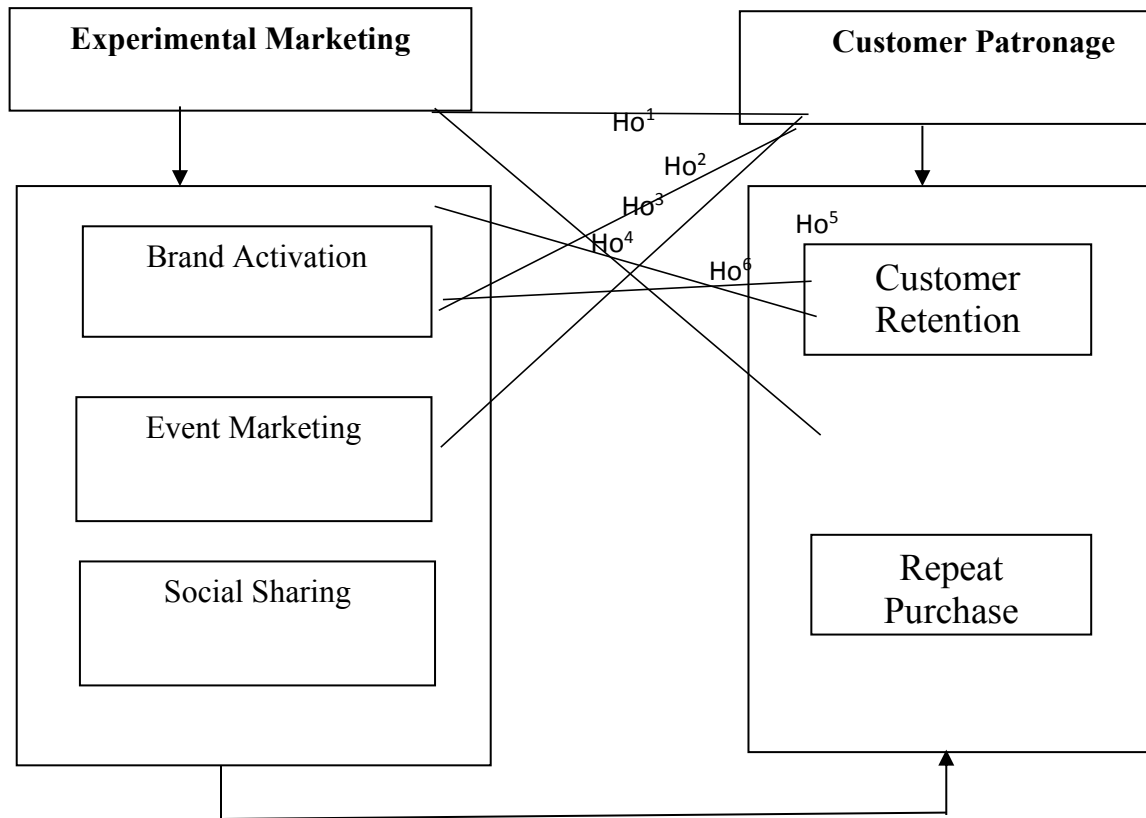 Experimental Marketing
Customer Patronage
Ho¹
Ho²
Ho³
Ho⁴
Ho⁵
Ho⁶
Brand Activation
Customer
Retention
Event Marketing
Social Sharing
Repeat
Purchase